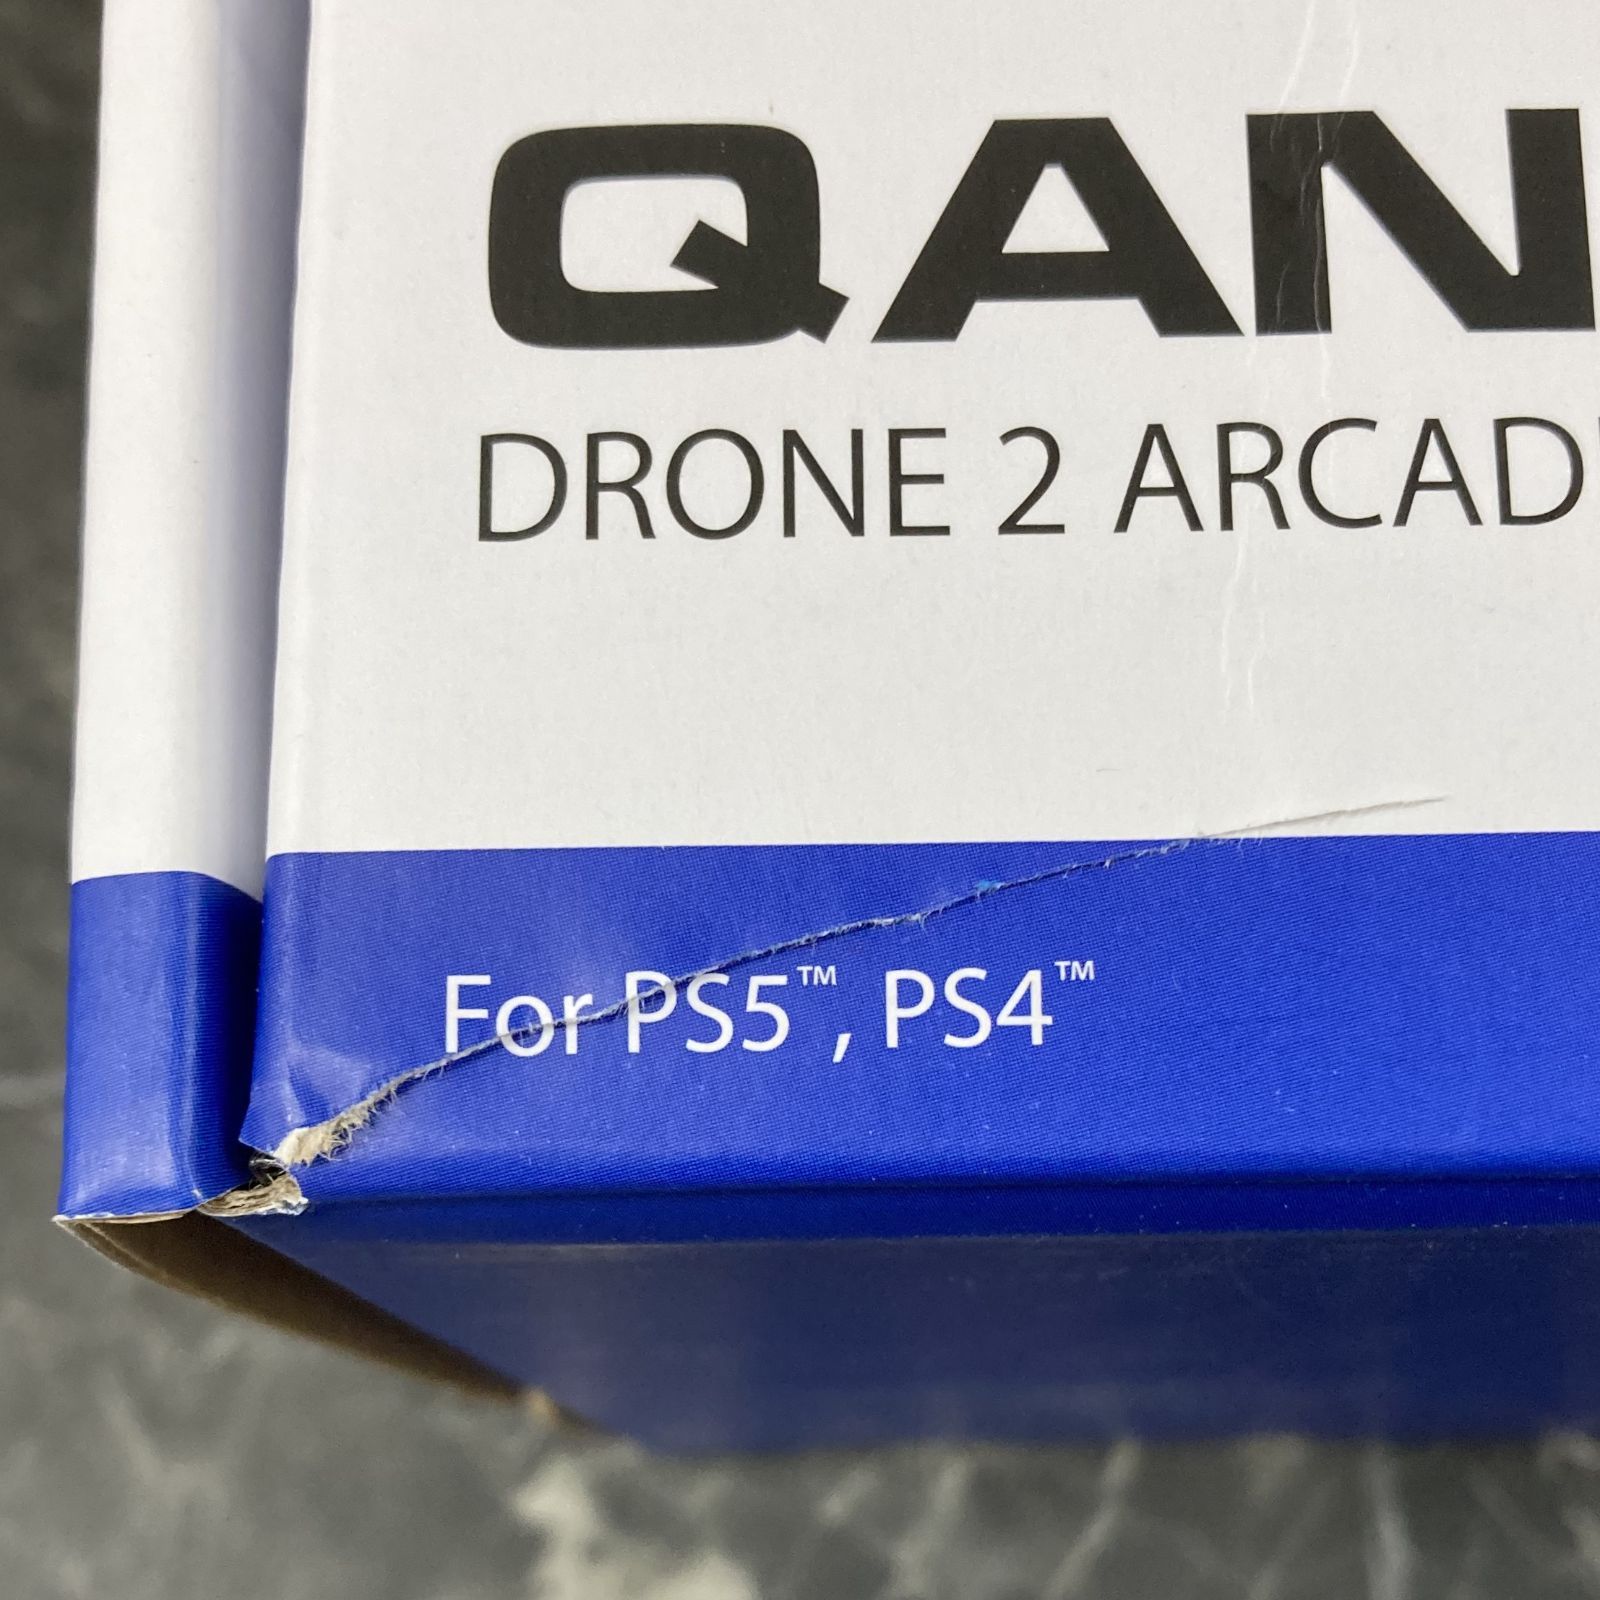 QAN
DRONE 2 ARCAD
For PS5™, PS4™